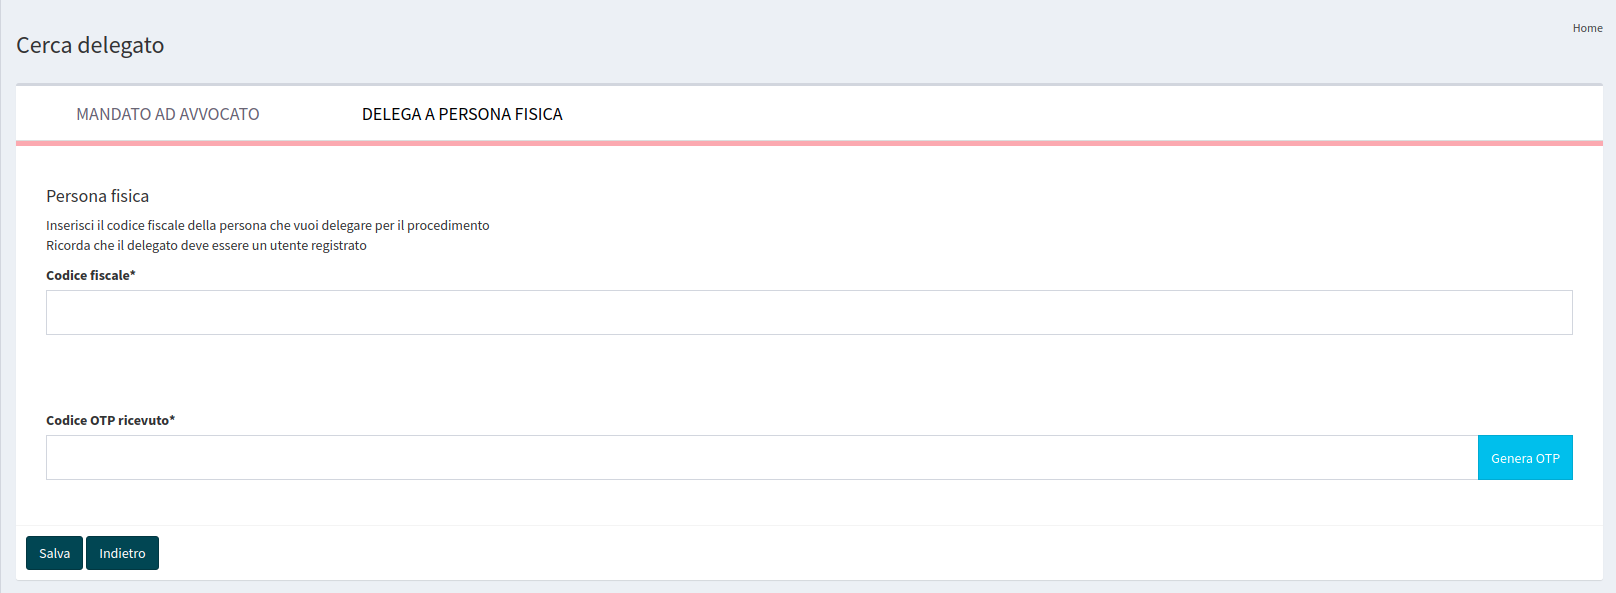 Home
Cerca delegato
MANDATO AD AVVOCATO
DELEGA A PERSONA FISICA
Persona fisica
Inserisci il codice fiscale della persona che vuoi delegare per il procedimento
Ricorda che il delegato deve essere un utente registrato
Codice fiscale*
Codice OTP ricevuto*
Genera OTP
Salva
Indietro